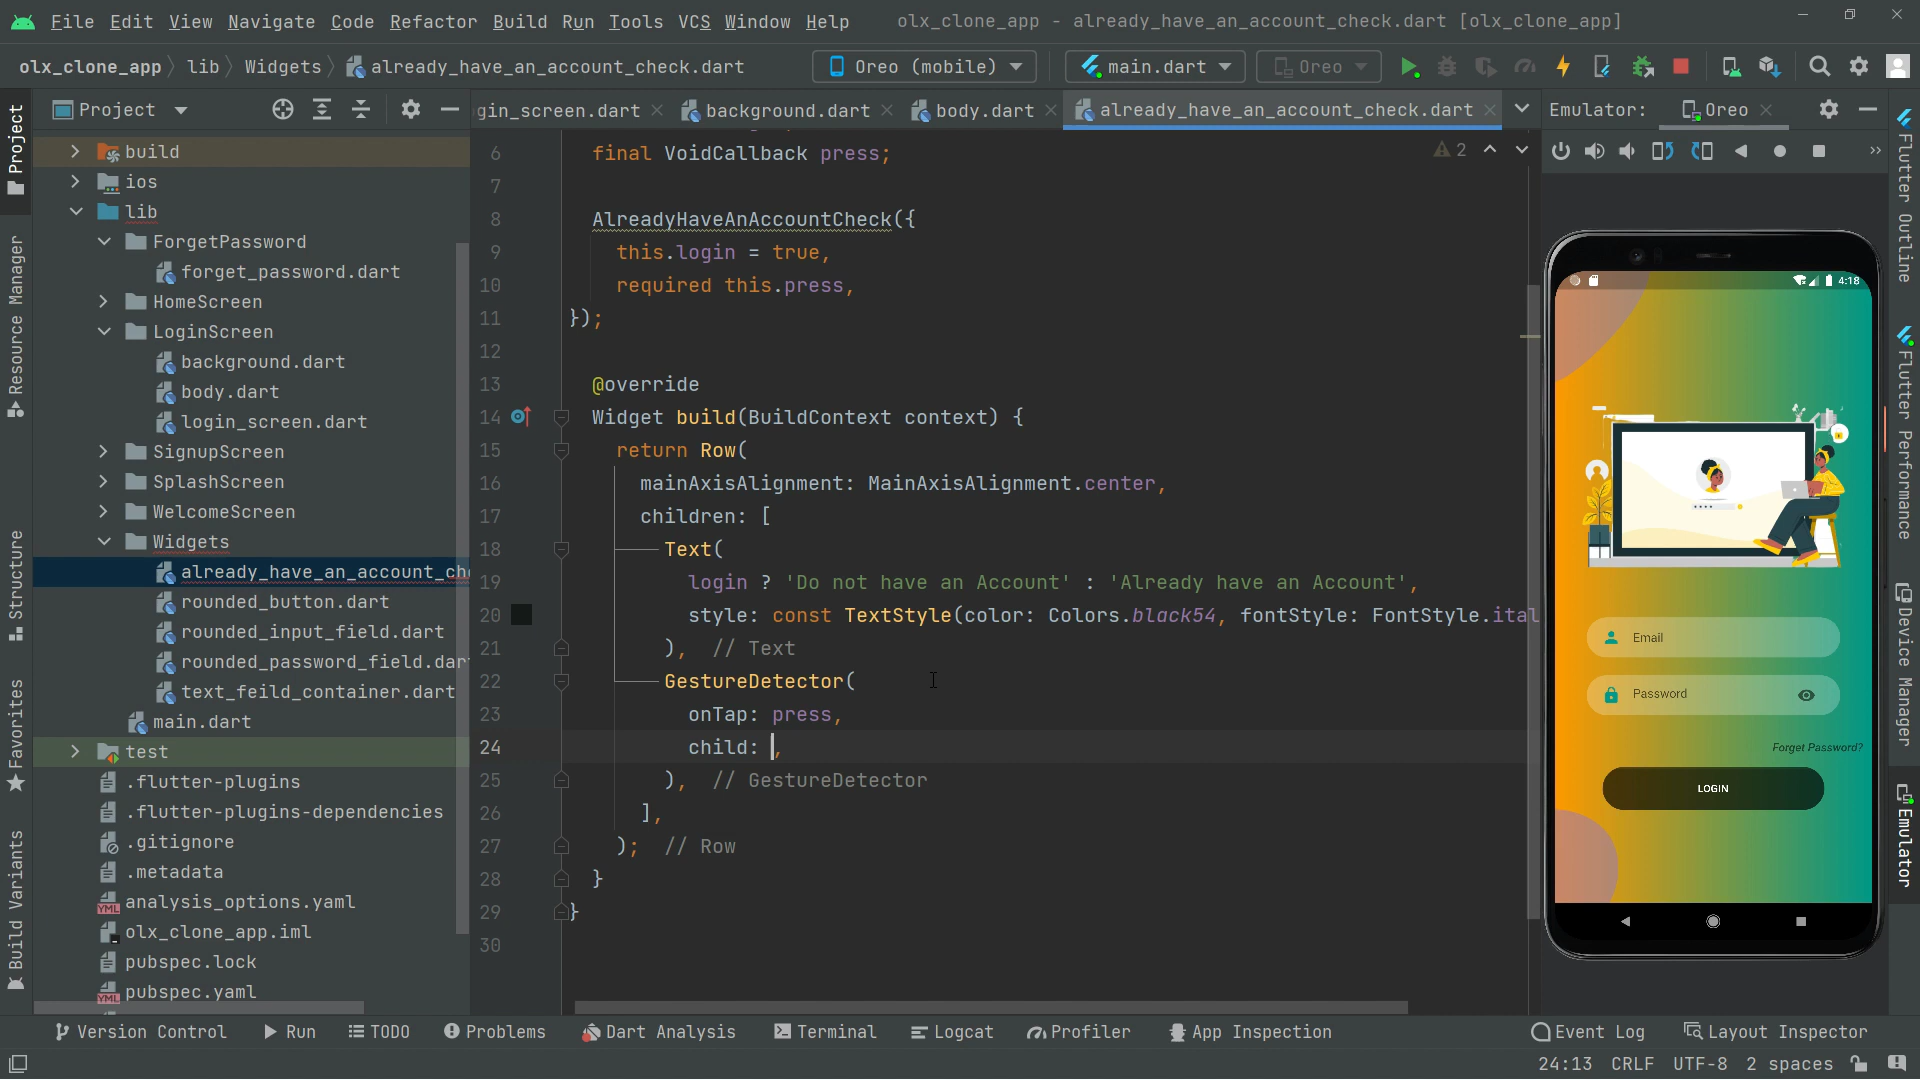 File Edit View Navigate Code Refactor Build Run Tools VCS Window Help olx_clone_app - already_have_an_account_check.dart [olx_clone_app]
olx_clone_app lib Widgets already_have_an_account_check.dart Oreo (mobile) main.dart Oreo
Project gin_screen.dart background.dart body.dart already_have_an_account_check.dart Emulator: Oreo
build
ios
lib
ForgetPassword
forget_password.dart
HomeScreen
LoginScreen
background.dart
body.dart
login_screen.dart
SignupScreen
SplashScreen
WelcomeScreen
Widgets
already_have_an_account_che
rounded_button.dart
rounded_input_field.dart
rounded_password_field.dar
text_feild_container.dart
main.dart
test
.flutter-plugins
.flutter-plugins-dependencies
.gitignore
.metadata
analysis_options.yaml
olx_clone_app.iml
pubspec.lock
pubspec.yaml
6 final VoidCallback press; 2
7
8 AlreadyHaveAnAccountCheck({
9 this.login = true,
10 required this.press,
11 });
12
13 @override
14 Widget build(BuildContext context) {
15 return Row(
16 mainAxisAlignment: MainAxisAlignment.center,
17 children: [
18 Text(
19 login ? 'Do not have an Account' : 'Already have an Account',
20 style: const TextStyle(color: Colors.black54, fontStyle: FontStyle.ital
21 ), // Text
22 GestureDetector(
23 onTap: press,
24 child: ,
25 ), // GestureDetector
26 ],
27 ); // Row
28 }
29 }
30
4:18
Email
Password
Forget Password?
LOGIN
Project
Resource Manager
Structure
Favorites
Build Variants
Flutter Outline
Flutter Performance
Device Manager
Emulator
Version Control Run TODO Problems Dart Analysis Terminal Logcat Profiler App Inspection Event Log Layout Inspector
24:13 CRLF UTF-8 2 spaces